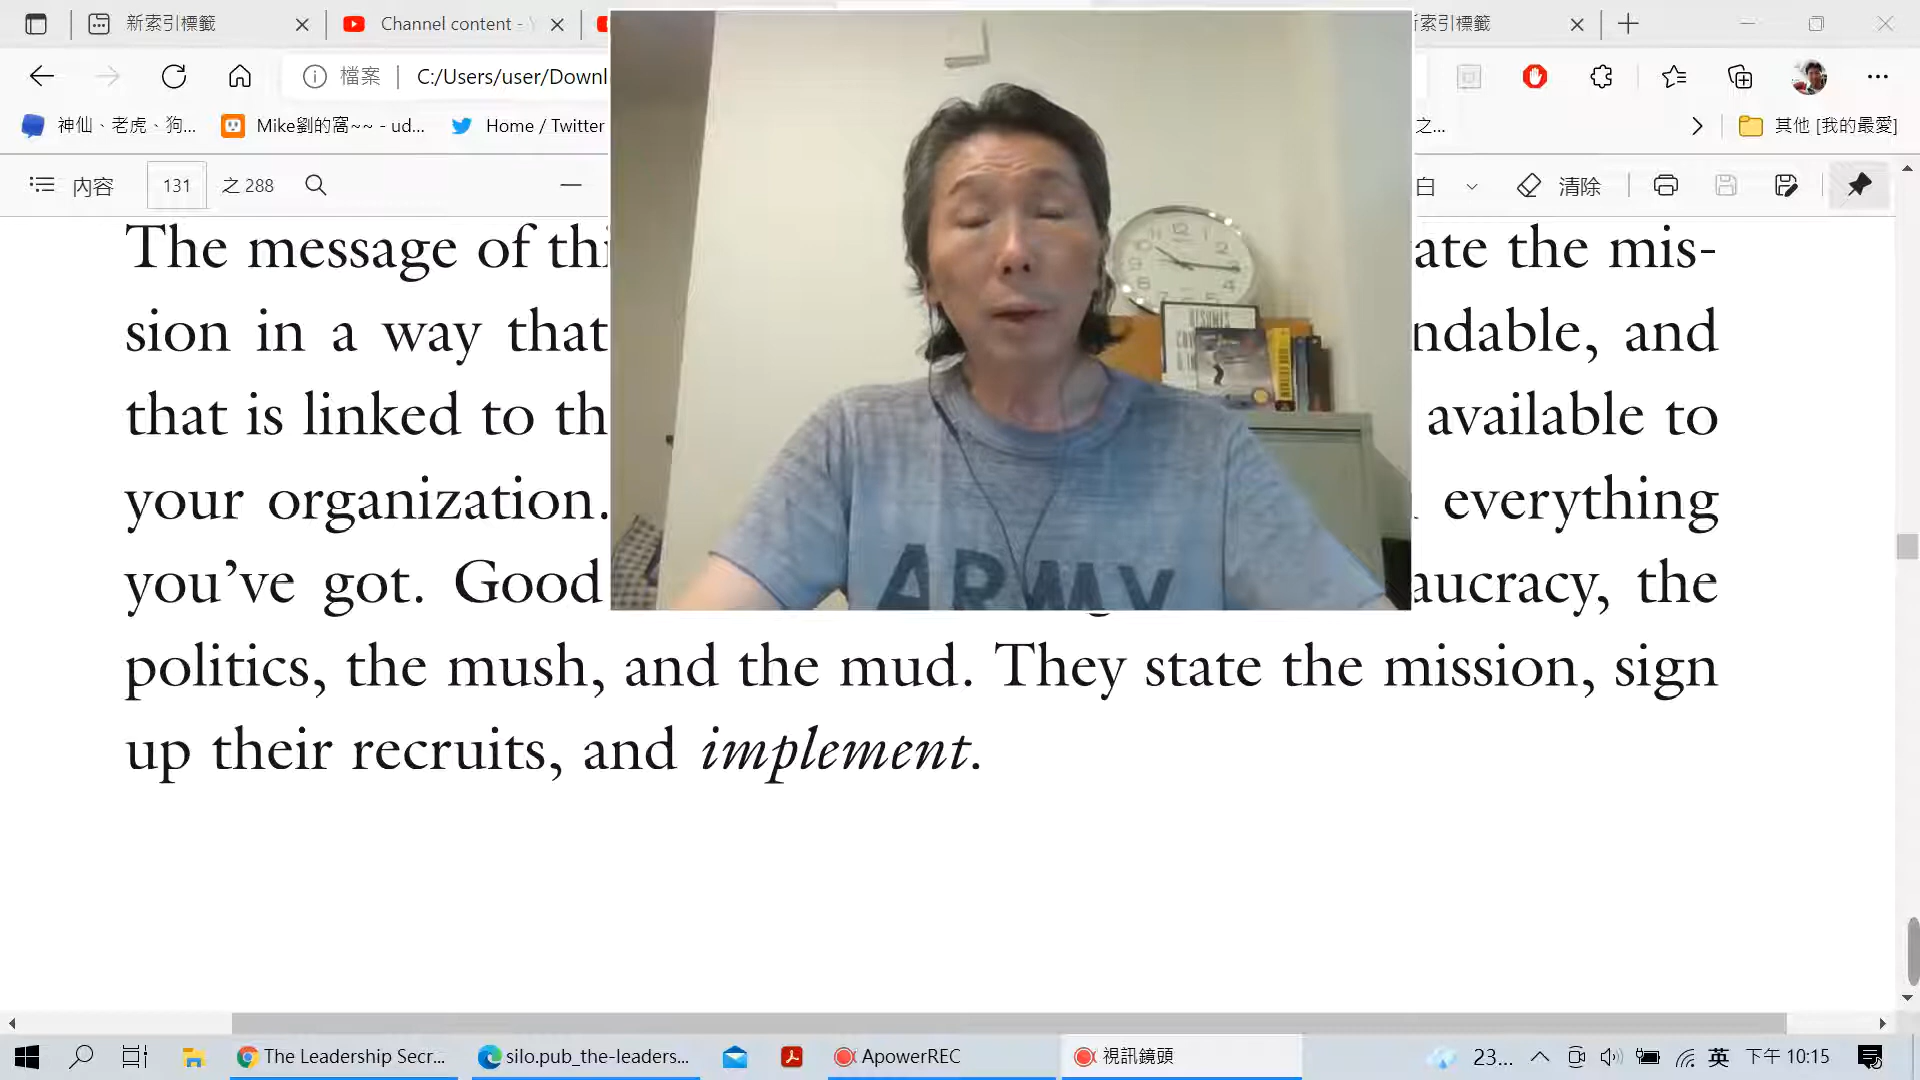 新索引標籤
Channel content -
新索引標籤
檔案
C:/Users/user/Downl
神仙、老虎、狗...
Mike劉的窩~~ - ud...
Home / Twitter
之...
其他 [我的最愛]
內容
131
之 288
白
清除
The message of thi ate the mis-
sion in a way that ndable, and
that is linked to th available to
your organization. everything
you've got. Good aucracy, the
politics, the mush, and the mud. They state the mission, sign
up their recruits, and implement.
ARMY
The Leadership Secr...
silo.pub_the-leaders...
ApowerREC
視訊鏡頭
23...
英
下午 10:15